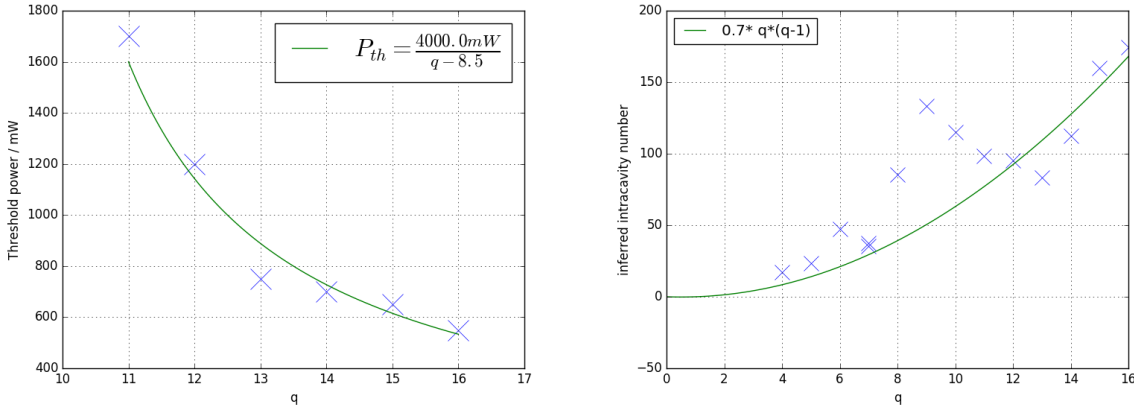 1800
1600
1400
1200
1000
800
600
400
10 11 12 13 14 15 16 17
Threshold power / mW
q
P_th = 4000.0mW / q − 8.5
200
150
100
50
0
−50
0 2 4 6 8 10 12 14 16
inferred intracavity number
q
0.7* q*(q-1)